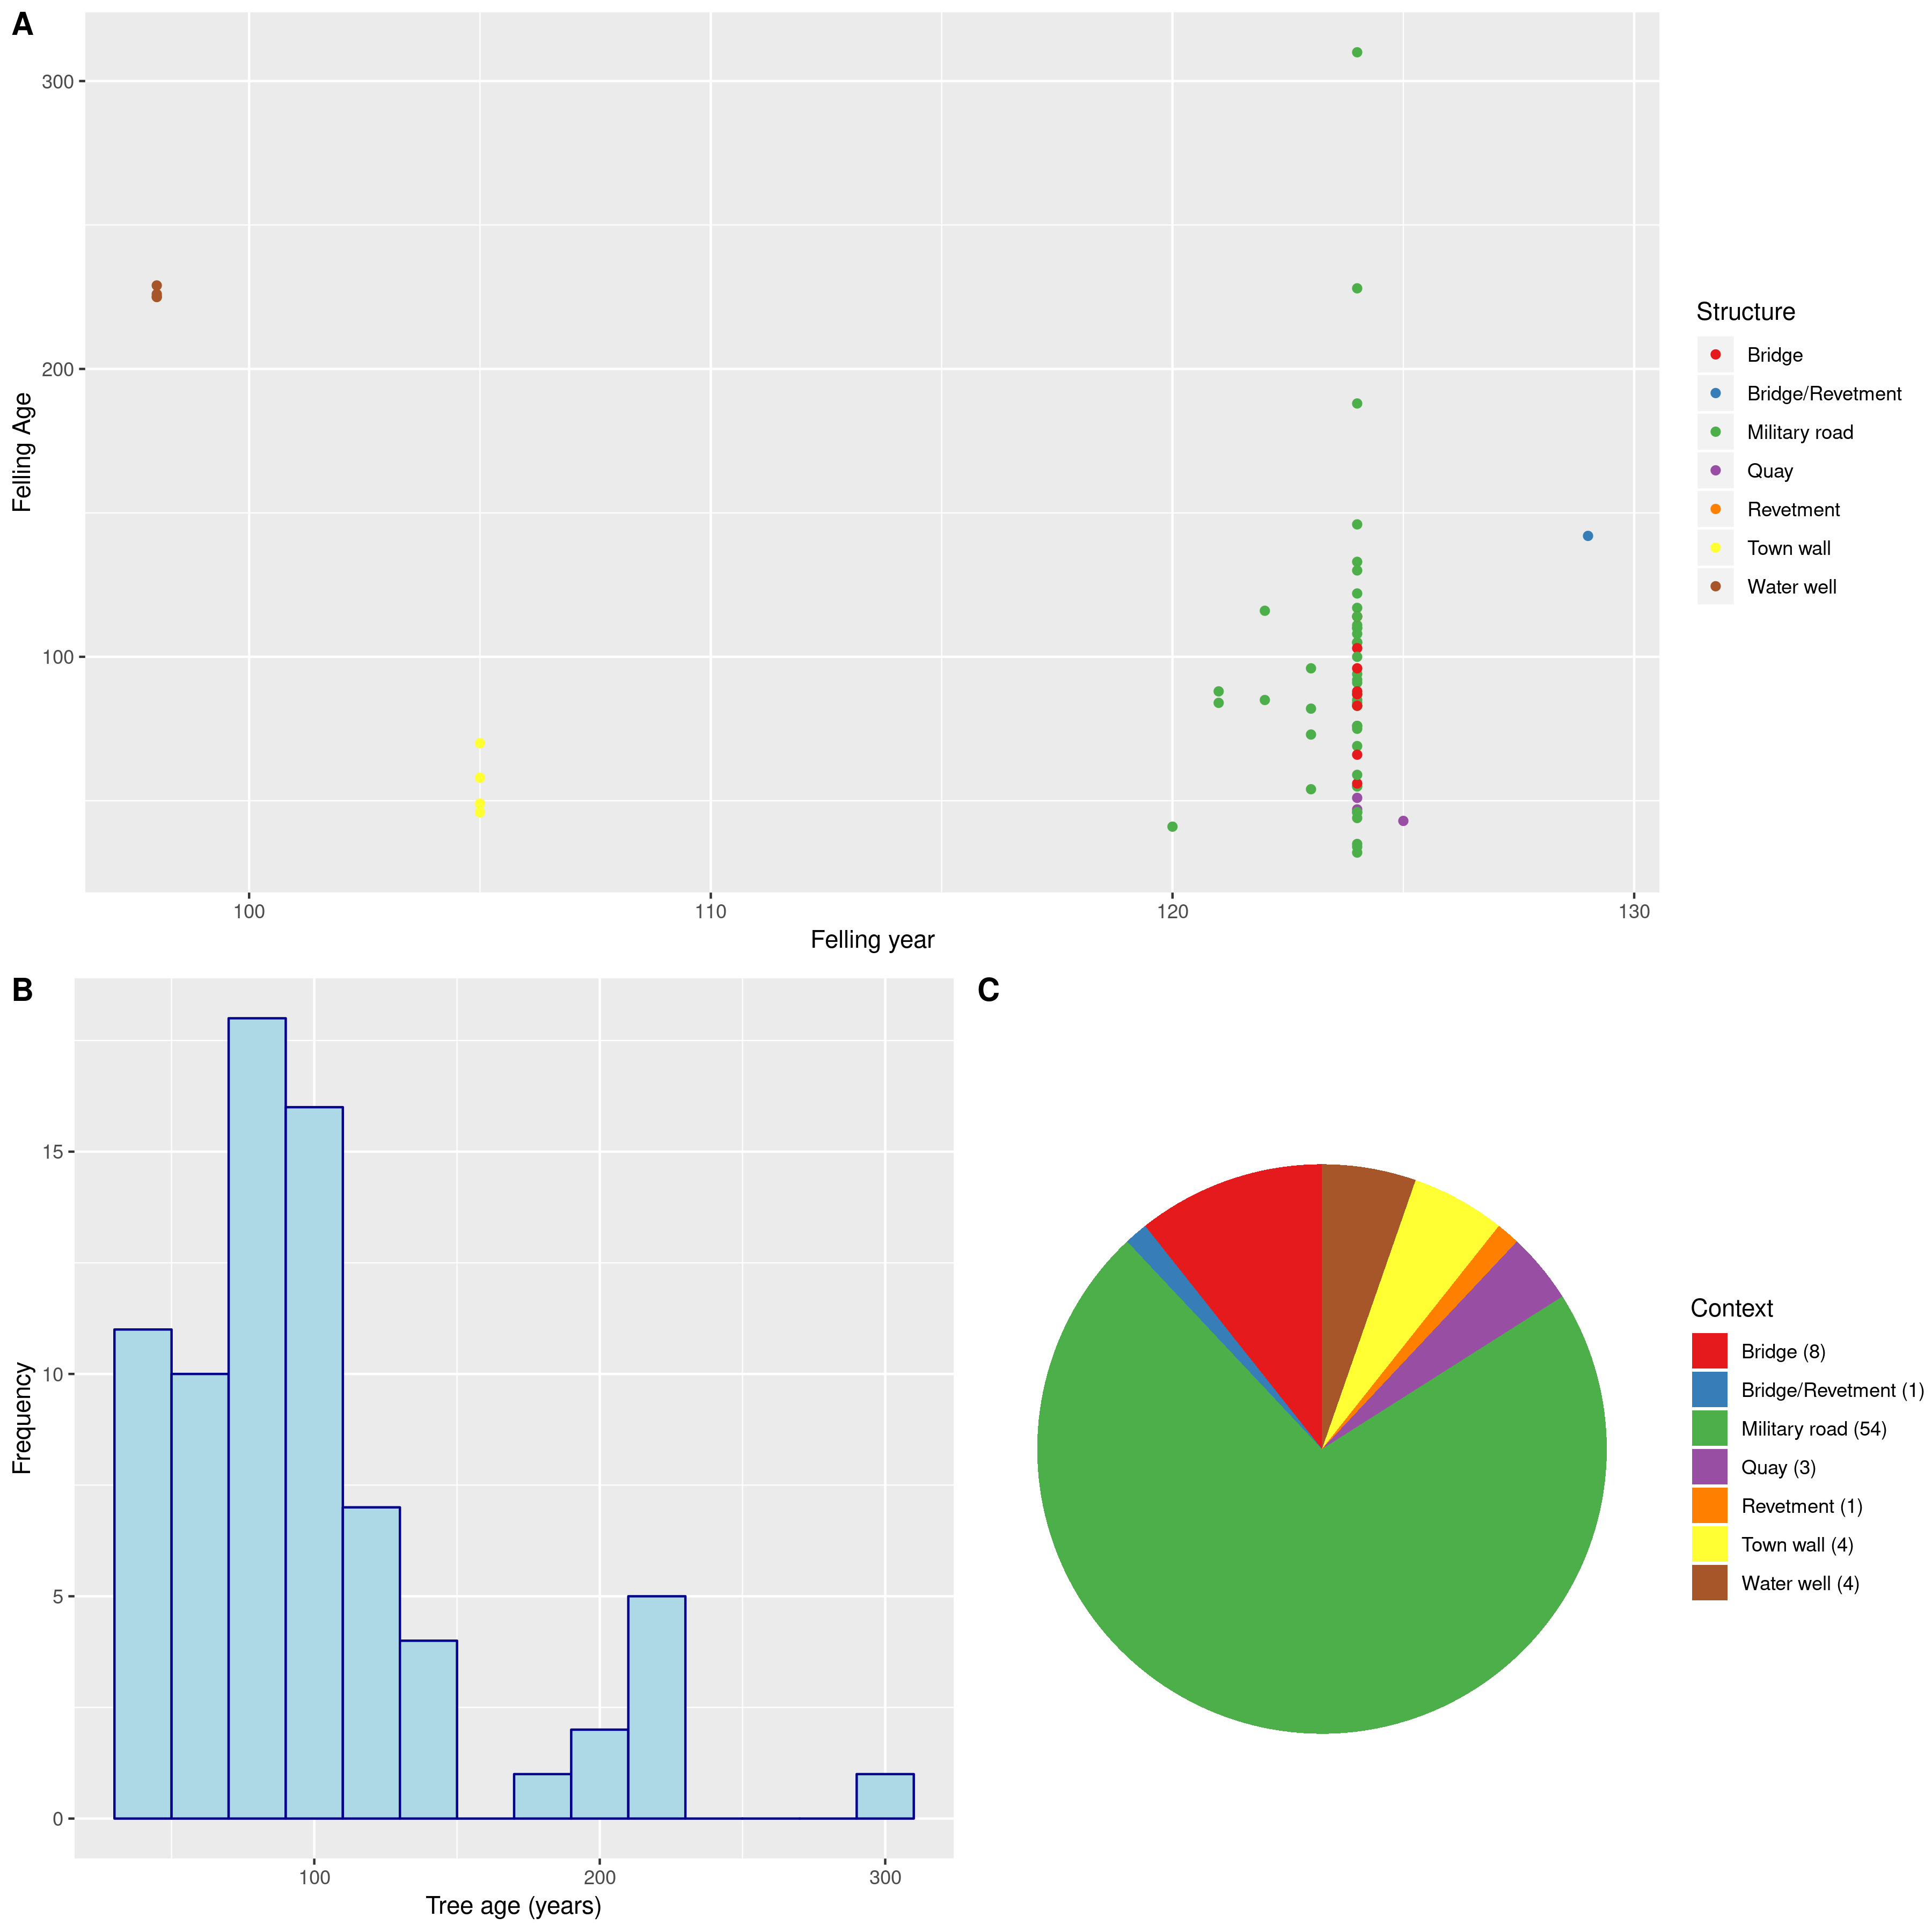 A
300
200
100
Felling Age
100
110
120
130
Felling year
Structure
Bridge
Bridge/Revetment
Military road
Quay
Revetment
Town wall
Water well
B
15
10
5
0
Frequency
100
200
300
Tree age (years)
C
Context
Bridge (8)
Bridge/Revetment (1)
Military road (54)
Quay (3)
Revetment (1)
Town wall (4)
Water well (4)